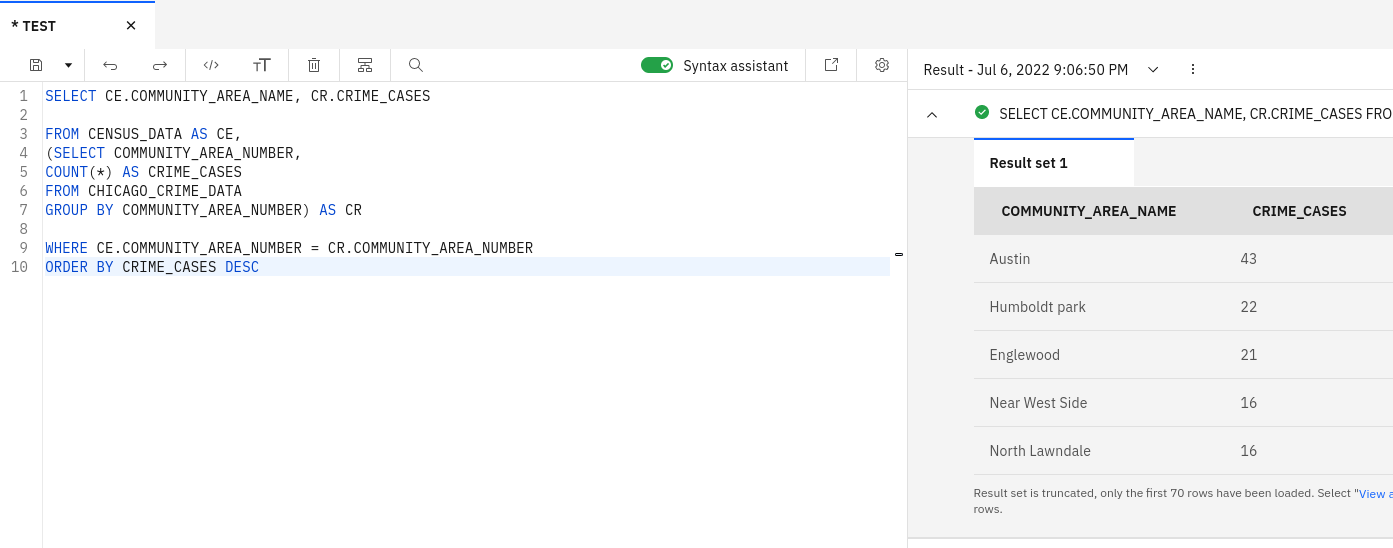 * TEST
Syntax assistant
1 SELECT CE.COMMUNITY_AREA_NAME, CR.CRIME_CASES
2
3 FROM CENSUS_DATA AS CE,
4 (SELECT COMMUNITY_AREA_NUMBER,
5 COUNT(*) AS CRIME_CASES
6 FROM CHICAGO_CRIME_DATA
7 GROUP BY COMMUNITY_AREA_NUMBER) AS CR
8
9 WHERE CE.COMMUNITY_AREA_NUMBER = CR.COMMUNITY_AREA_NUMBER
10 ORDER BY CRIME_CASES DESC
Result - Jul 6, 2022 9:06:50 PM
SELECT CE.COMMUNITY_AREA_NAME, CR.CRIME_CASES FRO
Result set 1
COMMUNITY_AREA_NAME CRIME_CASES
Austin 43
Humboldt park 22
Englewood 21
Near West Side 16
North Lawndale 16
Result set is truncated, only the first 70 rows have been loaded. Select "View a
rows.